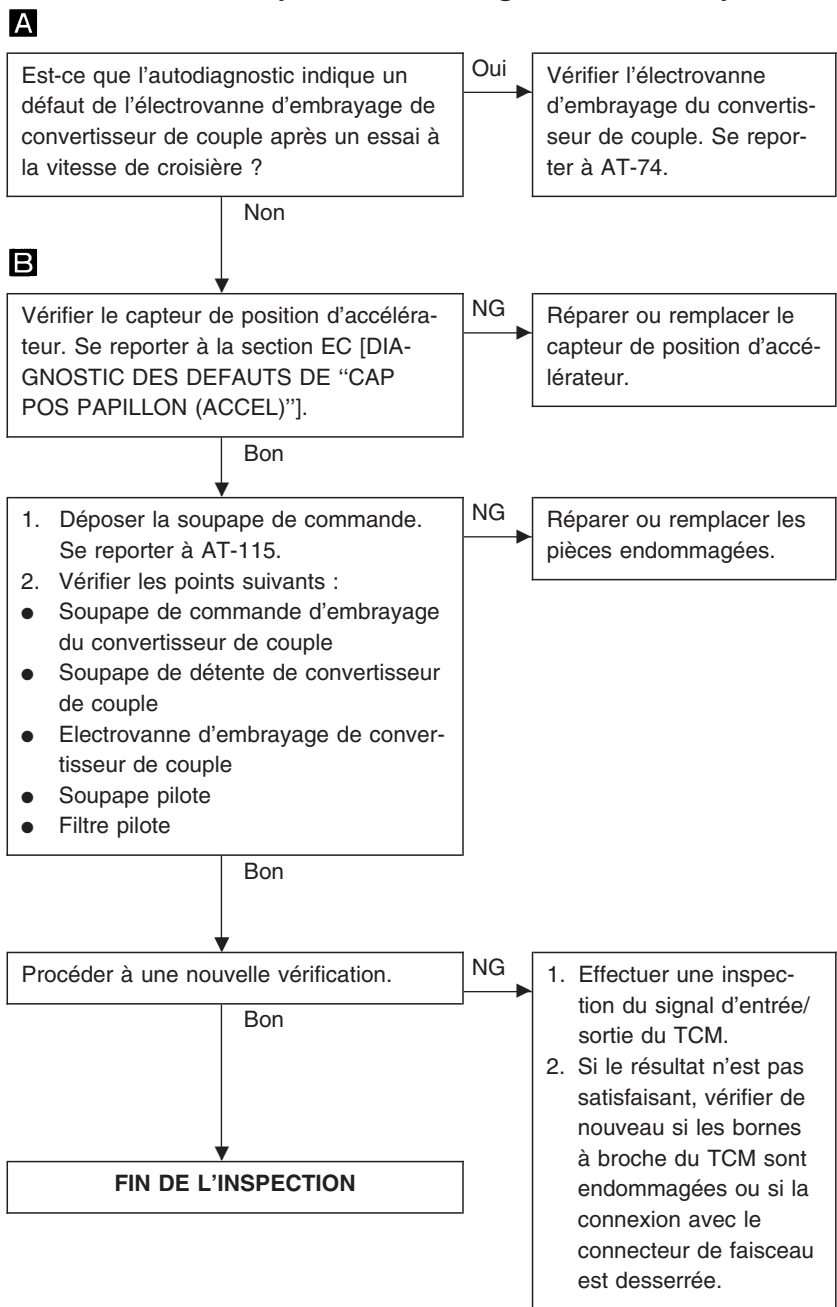 A
Est-ce que l'autodiagnostic indique un
défaut de l'électrovanne d'embrayage de
convertisseur de couple après un essai à
la vitesse de croisière ?
Oui
Vérifier l'électrovanne
d'embrayage du convertis-
seur de couple. Se repor-
ter à AT-74.
Non
B
Vérifier le capteur de position d'accéléra-
teur. Se reporter à la section EC [DIA-
GNOSTIC DES DEFAUTS DE “CAP
POS PAPILLON (ACCEL)”].
NG
Réparer ou remplacer le
capteur de position d'accé-
lérateur.
Bon
1. Déposer la soupape de commande.
Se reporter à AT-115.
2. Vérifier les points suivants :
● Soupape de commande d'embrayage
du convertisseur de couple
● Soupape de détente de convertisseur
de couple
● Electrovanne d'embrayage de conver-
tisseur de couple
● Soupape pilote
● Filtre pilote
NG
Réparer ou remplacer les
pièces endommagées.
Bon
Procéder à une nouvelle vérification.
NG
1. Effectuer une inspec-
tion du signal d'entrée/
sortie du TCM.
2. Si le résultat n'est pas
satisfaisant, vérifier de
nouveau si les bornes
à broche du TCM sont
endommagées ou si la
connexion avec le
connecteur de faisceau
est desserrée.
Bon
FIN DE L'INSPECTION